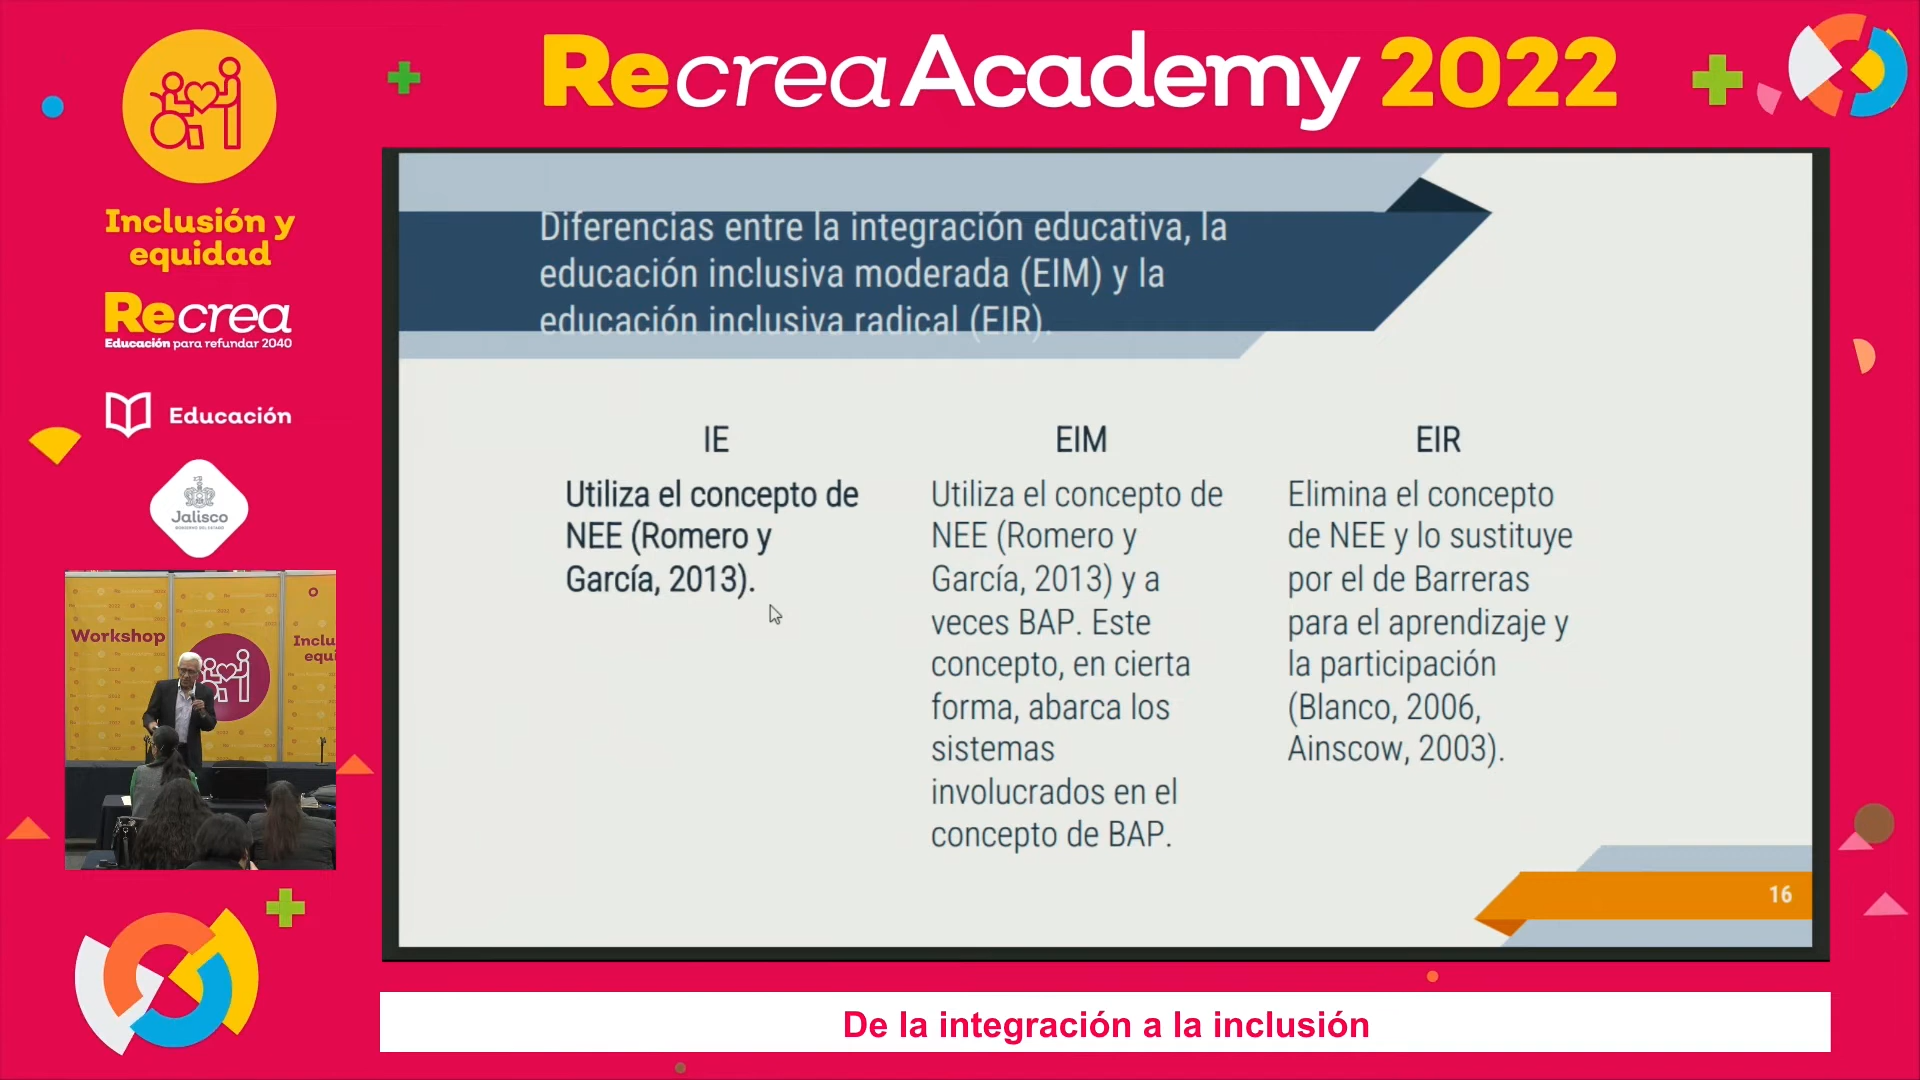 Recrea Academy 2022
Inclusión y
equidad
Recrea
Educación para refundar 2040
Educación
Jalisco
Workshop
Inclu
equi
Diferencias entre la integración educativa, la
educación inclusiva moderada (EIM) y la
educación inclusiva radical (EIR).
IE
Utiliza el concepto de
NEE (Romero y
García, 2013).
EIM
Utiliza el concepto de
NEE (Romero y
García, 2013) y a
veces BAP. Este
concepto, en cierta
forma, abarca los
sistemas
involucrados en el
concepto de BAP.
EIR
Elimina el concepto
de NEE y lo sustituye
por el de Barreras
para el aprendizaje y
la participación
(Blanco, 2006,
Ainscow, 2003).
16
De la integración a la inclusión